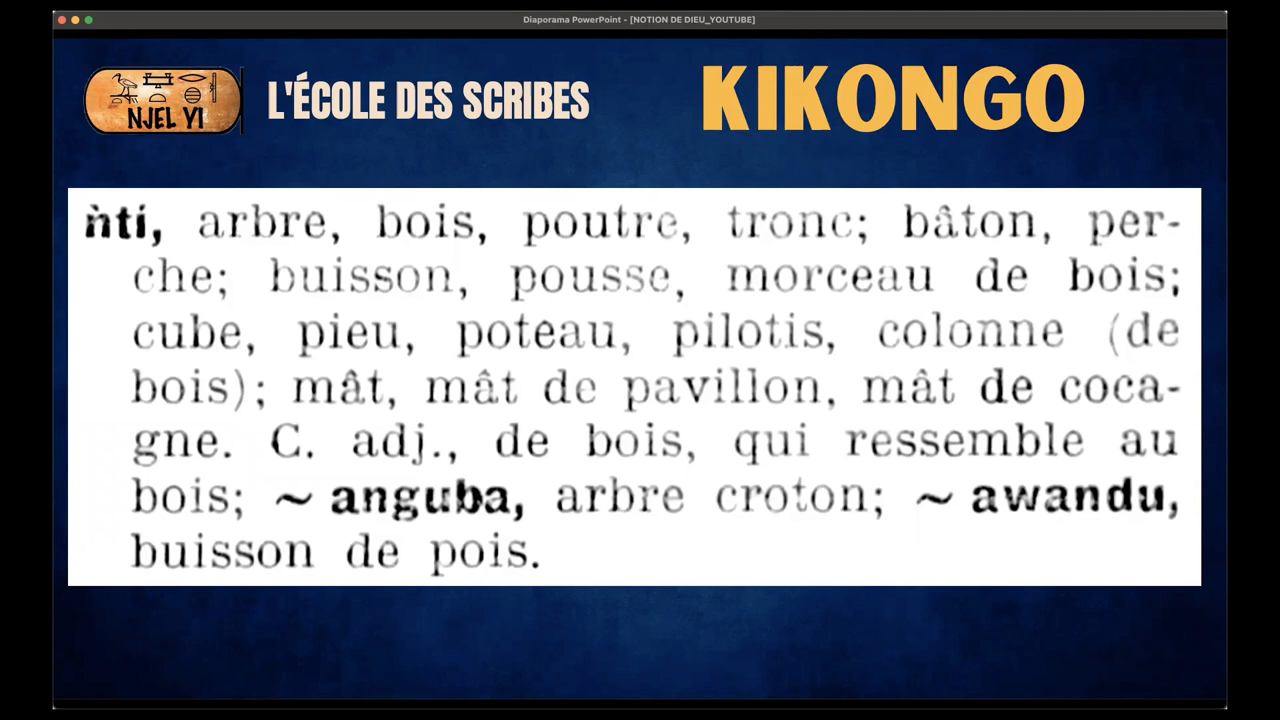 Diaporama PowerPoint - [NOTION DE DIEU_YOUTUBE]
NJEL YI
L'ÉCOLE DES SCRIBES
KIKONGO
ǹti, arbre, bois, poutre, tronc; bâton, per-
che; buisson, pousse, morceau de bois;
cube, pieu, poteau, pilotis, colonne (de
bois); mât, mât de pavillon, mât de coca-
gne. C. adj., de bois, qui ressemble au
bois; ~ anguba, arbre croton; ~ awandu,
buisson de pois.